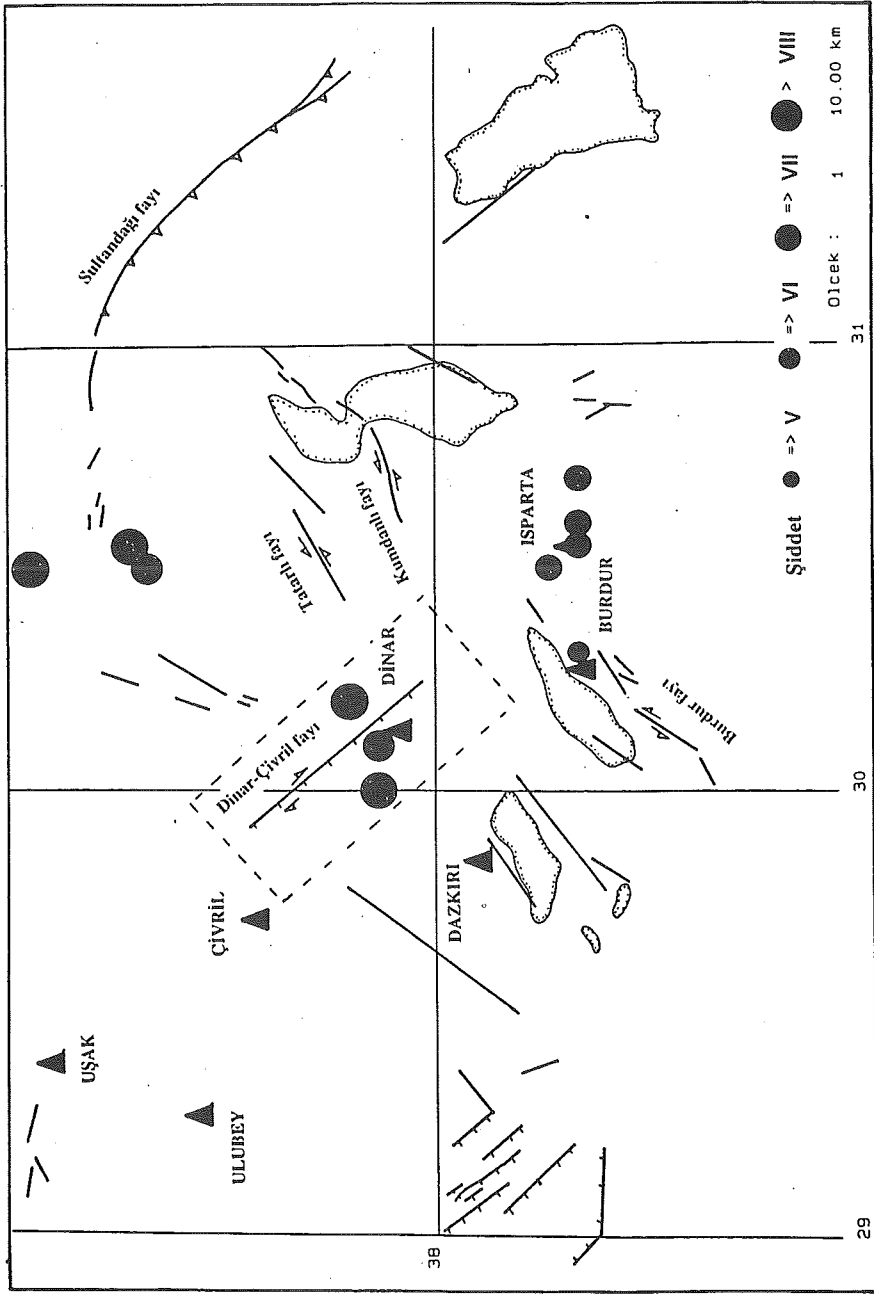 Sultandağı fayı
UŞAK
ULUBEY
ÇİVRİL
Dinar-Çivril fayı
DİNAR
Tatarlı fayı
Kumdanlı fayı
38
DAZKIRI
ISPARTA
BURDUR
Burdur fayı
Şiddet => V => VI => VII > VIII
Olcek : 1 10.00 km
29
30
31